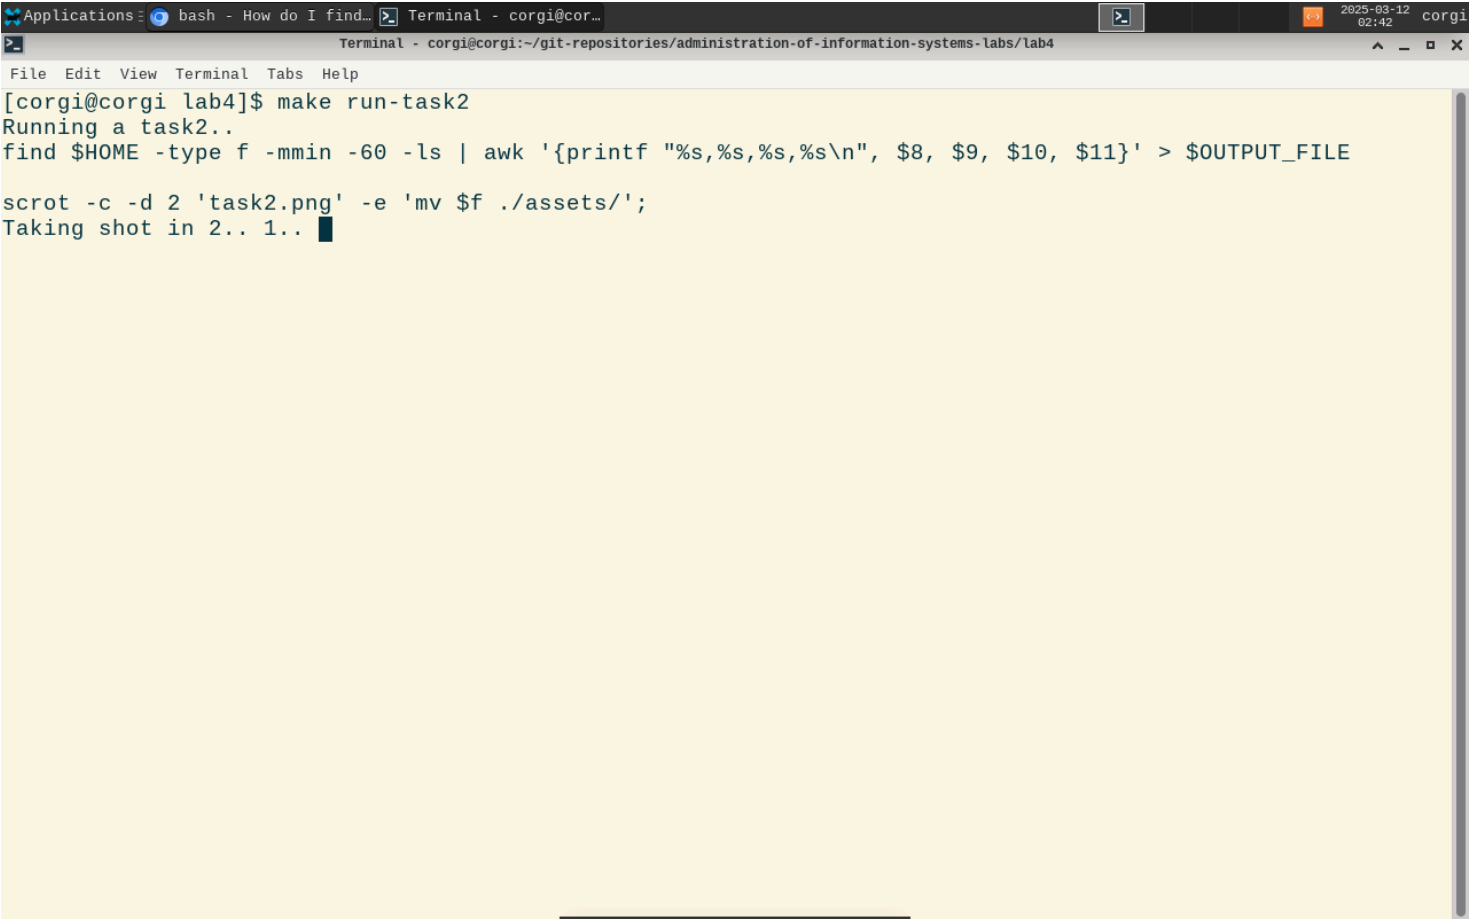 Applications bash - How do I find… Terminal - corgi@cor… 2025-03-12 corgi
02:42
Terminal - corgi@corgi:~/git-repositories/administration-of-information-systems-labs/lab4
File Edit View Terminal Tabs Help
[corgi@corgi lab4]$ make run-task2
Running a task2..
find $HOME -type f -mmin -60 -ls | awk '{printf "%s,%s,%s,%s\n", $8, $9, $10, $11}' > $OUTPUT_FILE
scrot -c -d 2 'task2.png' -e 'mv $f ./assets/';
Taking shot in 2.. 1..